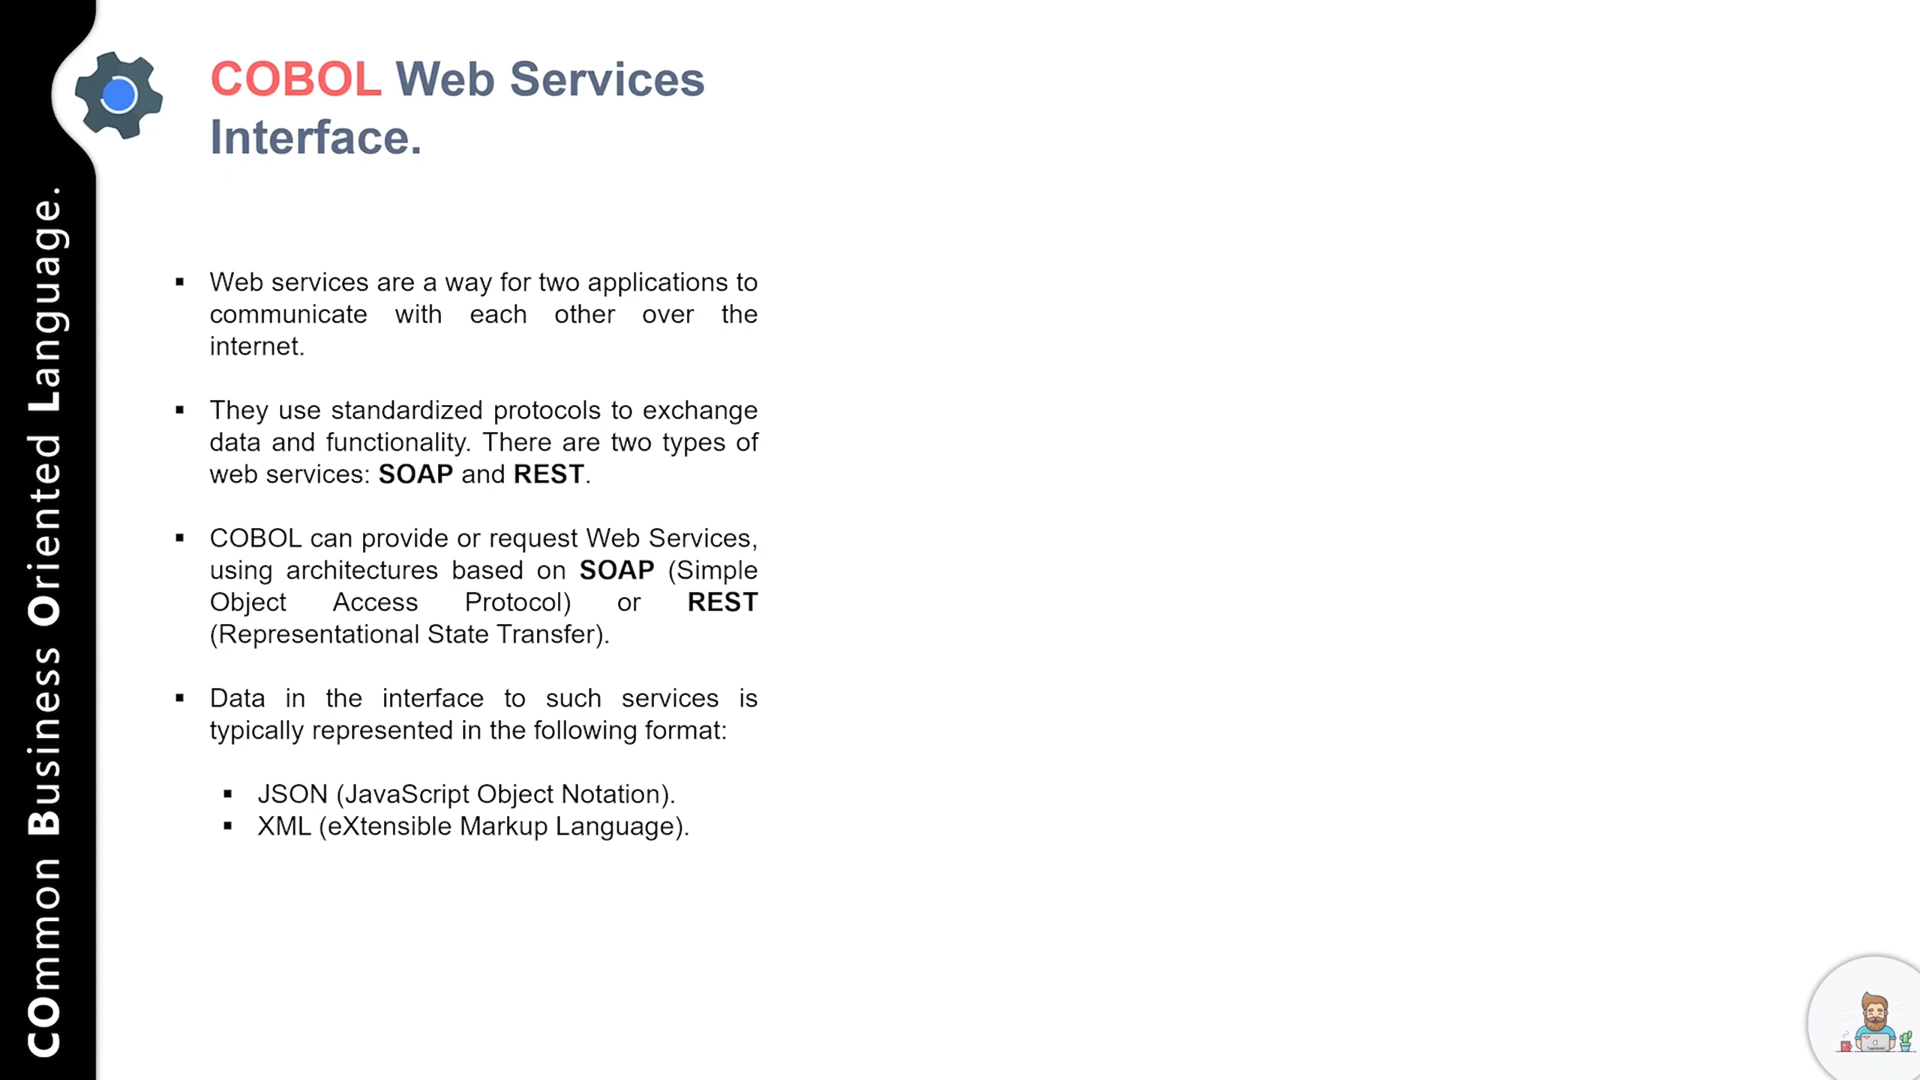 COBOL Web Services
Interface.
▪ Web services are a way for two applications to
communicate with each other over the
internet.
▪ They use standardized protocols to exchange
data and functionality. There are two types of
web services: SOAP and REST.
▪ COBOL can provide or request Web Services,
using architectures based on SOAP (Simple
Object Access Protocol) or REST
(Representational State Transfer).
▪ Data in the interface to such services is
typically represented in the following format:
▪ JSON (JavaScript Object Notation).
▪ XML (eXtensible Markup Language).
COmmon Business Oriented Language.